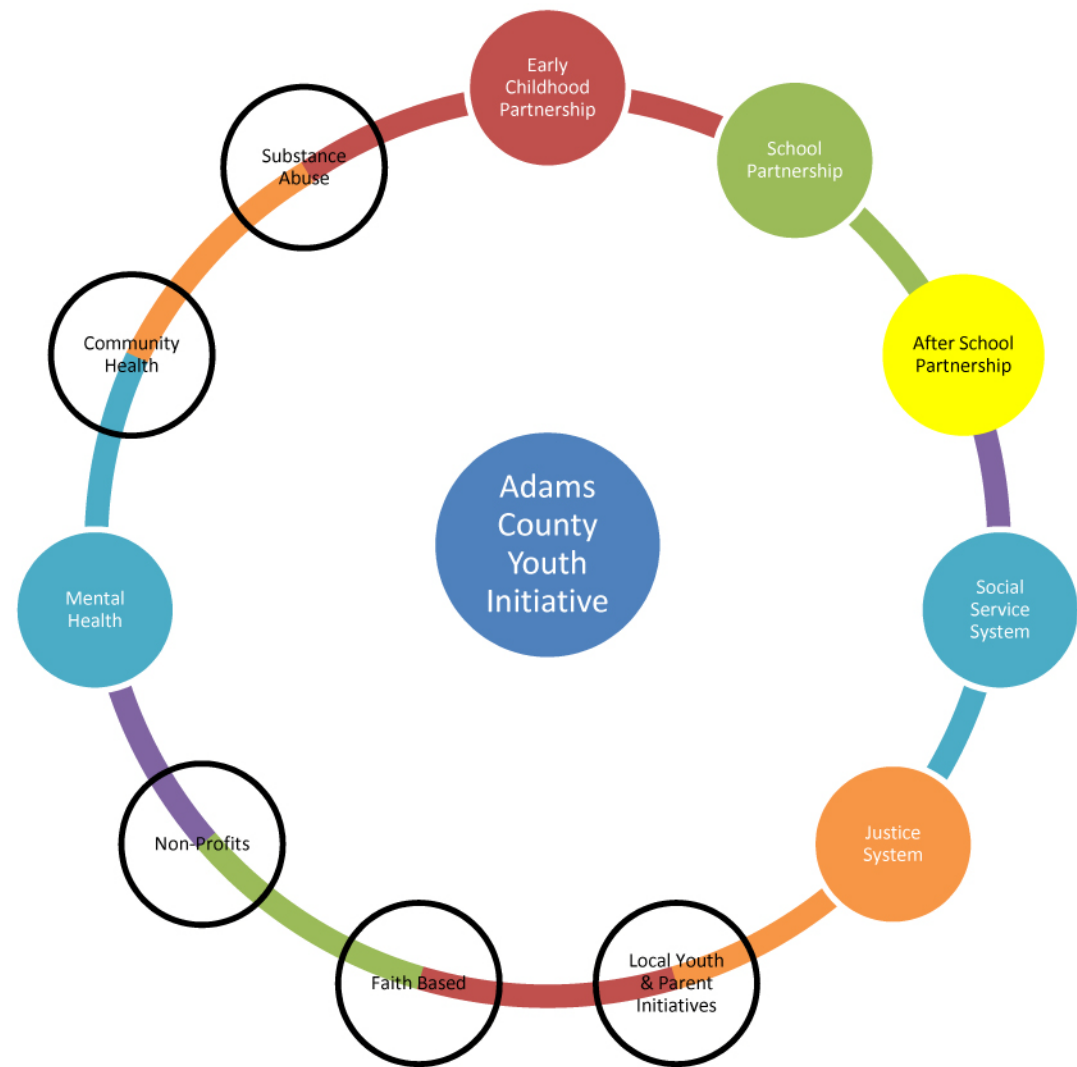 Early
Childhood
Partnership
School
Partnership
After School
Partnership
Social
Service
System
Justice
System
Local Youth
& Parent
Initiatives
Faith Based
Non-Profits
Mental
Health
Community
Health
Substance
Abuse
Adams
County
Youth
Initiative